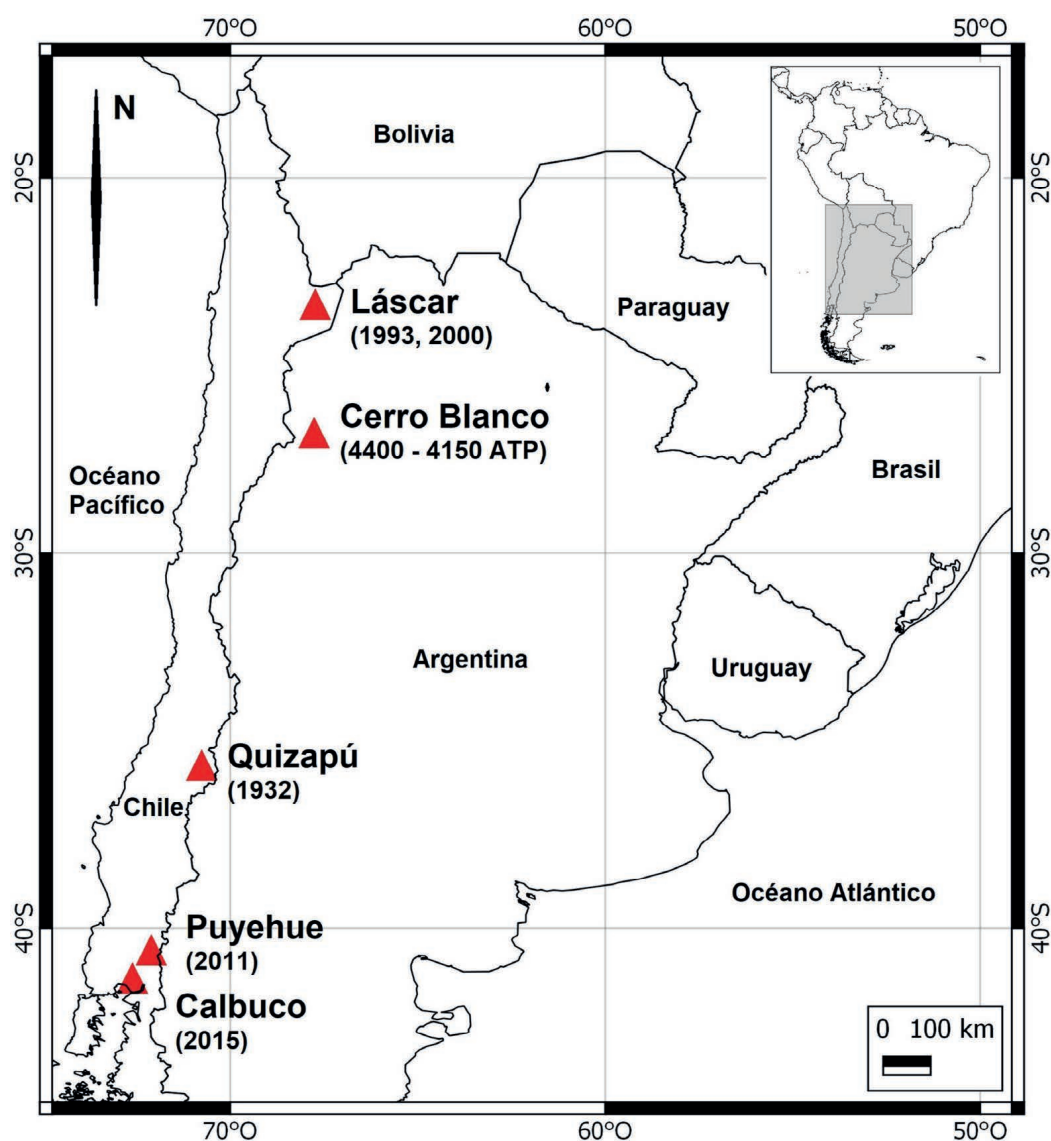 70°O 60°O 50°O
N
Bolivia
20°S 20°S
Láscar
(1993, 2000)
Paraguay
Cerro Blanco
(4400 - 4150 ATP)
Océano
Pacífico
Brasil
30°S 30°S
Argentina
Uruguay
Quizapú
(1932)
Chile
Océano Atlántico
Puyehue
(2011)
40°S 40°S
Calbuco
(2015)
0 100 km
70°O 60°O 50°O